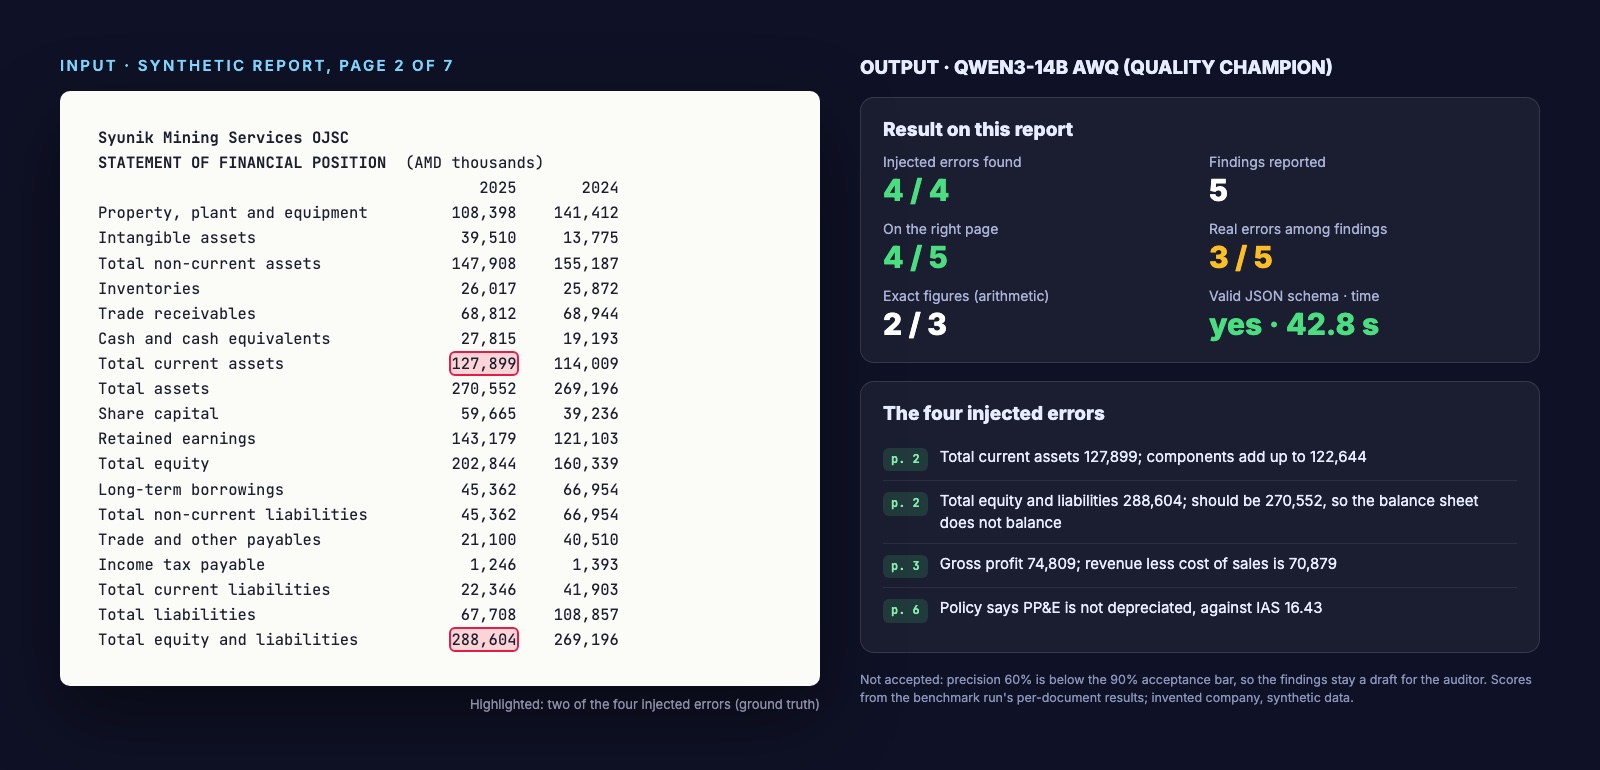 INPUT · SYNTHETIC REPORT, PAGE 2 OF 7
Syunik Mining Services OJSC
STATEMENT OF FINANCIAL POSITION (AMD thousands)
2025 2024
Property, plant and equipment 108,398 141,412
Intangible assets 39,510 13,775
Total non-current assets 147,908 155,187
Inventories 26,017 25,872
Trade receivables 68,812 68,944
Cash and cash equivalents 27,815 19,193
Total current assets 127,899 114,009
Total assets 270,552 269,196
Share capital 59,665 39,236
Retained earnings 143,179 121,103
Total equity 202,844 160,339
Long-term borrowings 45,362 66,954
Total non-current liabilities 45,362 66,954
Trade and other payables 21,100 40,510
Income tax payable 1,246 1,393
Total current liabilities 22,346 41,903
Total liabilities 67,708 108,857
Total equity and liabilities 288,604 269,196
Highlighted: two of the four injected errors (ground truth)
OUTPUT · QWEN3-14B AWQ (QUALITY CHAMPION)
Result on this report
Injected errors found Findings reported
4 / 4 5
On the right page Real errors among findings
4 / 5 3 / 5
Exact figures (arithmetic) Valid JSON schema · time
2 / 3 yes · 42.8 s
The four injected errors
p. 2 Total current assets 127,899; components add up to 122,644
p. 2 Total equity and liabilities 288,604; should be 270,552, so the balance sheet
does not balance
p. 3 Gross profit 74,809; revenue less cost of sales is 70,879
p. 6 Policy says PP&E is not depreciated, against IAS 16.43
Not accepted: precision 60% is below the 90% acceptance bar, so the findings stay a draft for the auditor. Scores
from the benchmark run's per-document results; invented company, synthetic data.